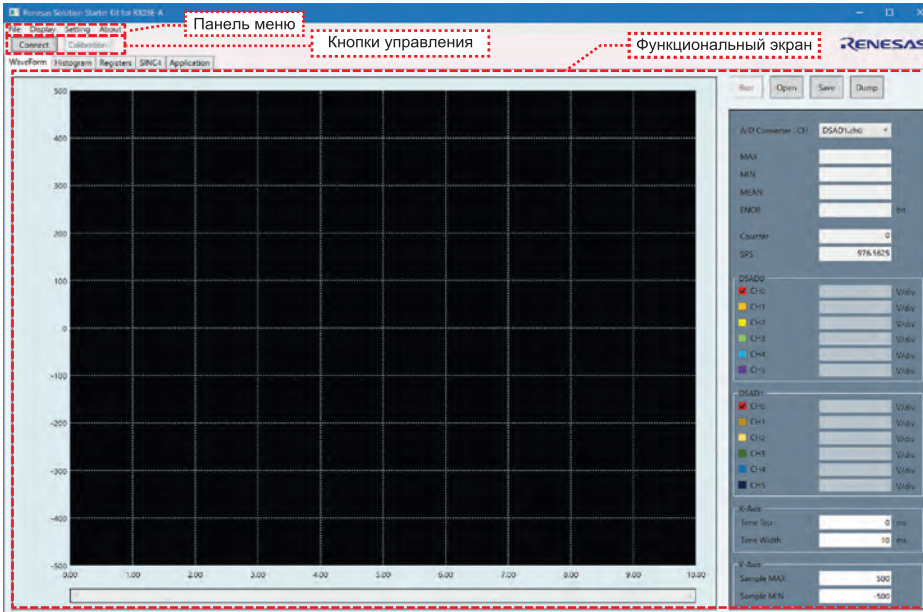 Renesas Solution Starter Kit for RX23E-A
Панель меню
File Display Setting About
Connect Calibration
Кнопки управления
Функциональный экран
RENESAS
WaveForm Histogram Registers SINC4 Application
Run Open Save Dump
500
400
300
200
100
0
-100
-200
-300
-400
-500
0.00 1.00 2.00 3.00 4.00 5.00 6.00 7.00 8.00 9.00 10.00
A/D Converter . CH DSAD1.ch0
MAX
MIN
MEAN
ENOB bit
Counter 0
SPS 976.5625
DSAD0
CH0 V/div
CH1 V/div
CH2 V/div
CH3 V/div
CH4 V/div
CH5 V/div
DSAD1
CH0 V/div
CH1 V/div
CH2 V/div
CH3 V/div
CH4 V/div
CH5 V/div
X-Axis
Time Pos 0 ms
Time Width 10 ms
Y-Axis
Sample MAX 500
Sample MIN -500